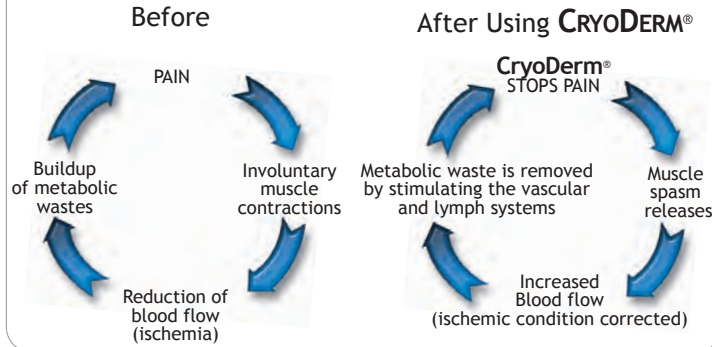 Before
PAIN
Involuntary
muscle
contractions
Reduction of
blood flow
(ischemia)
Buildup
of metabolic
wastes
After Using CRYODERM®
CryoDerm®
STOPS PAIN
Muscle
spasm
releases
Increased
Blood flow
(ischemic condition corrected)
Metabolic waste is removed
by stimulating the vascular
and lymph systems